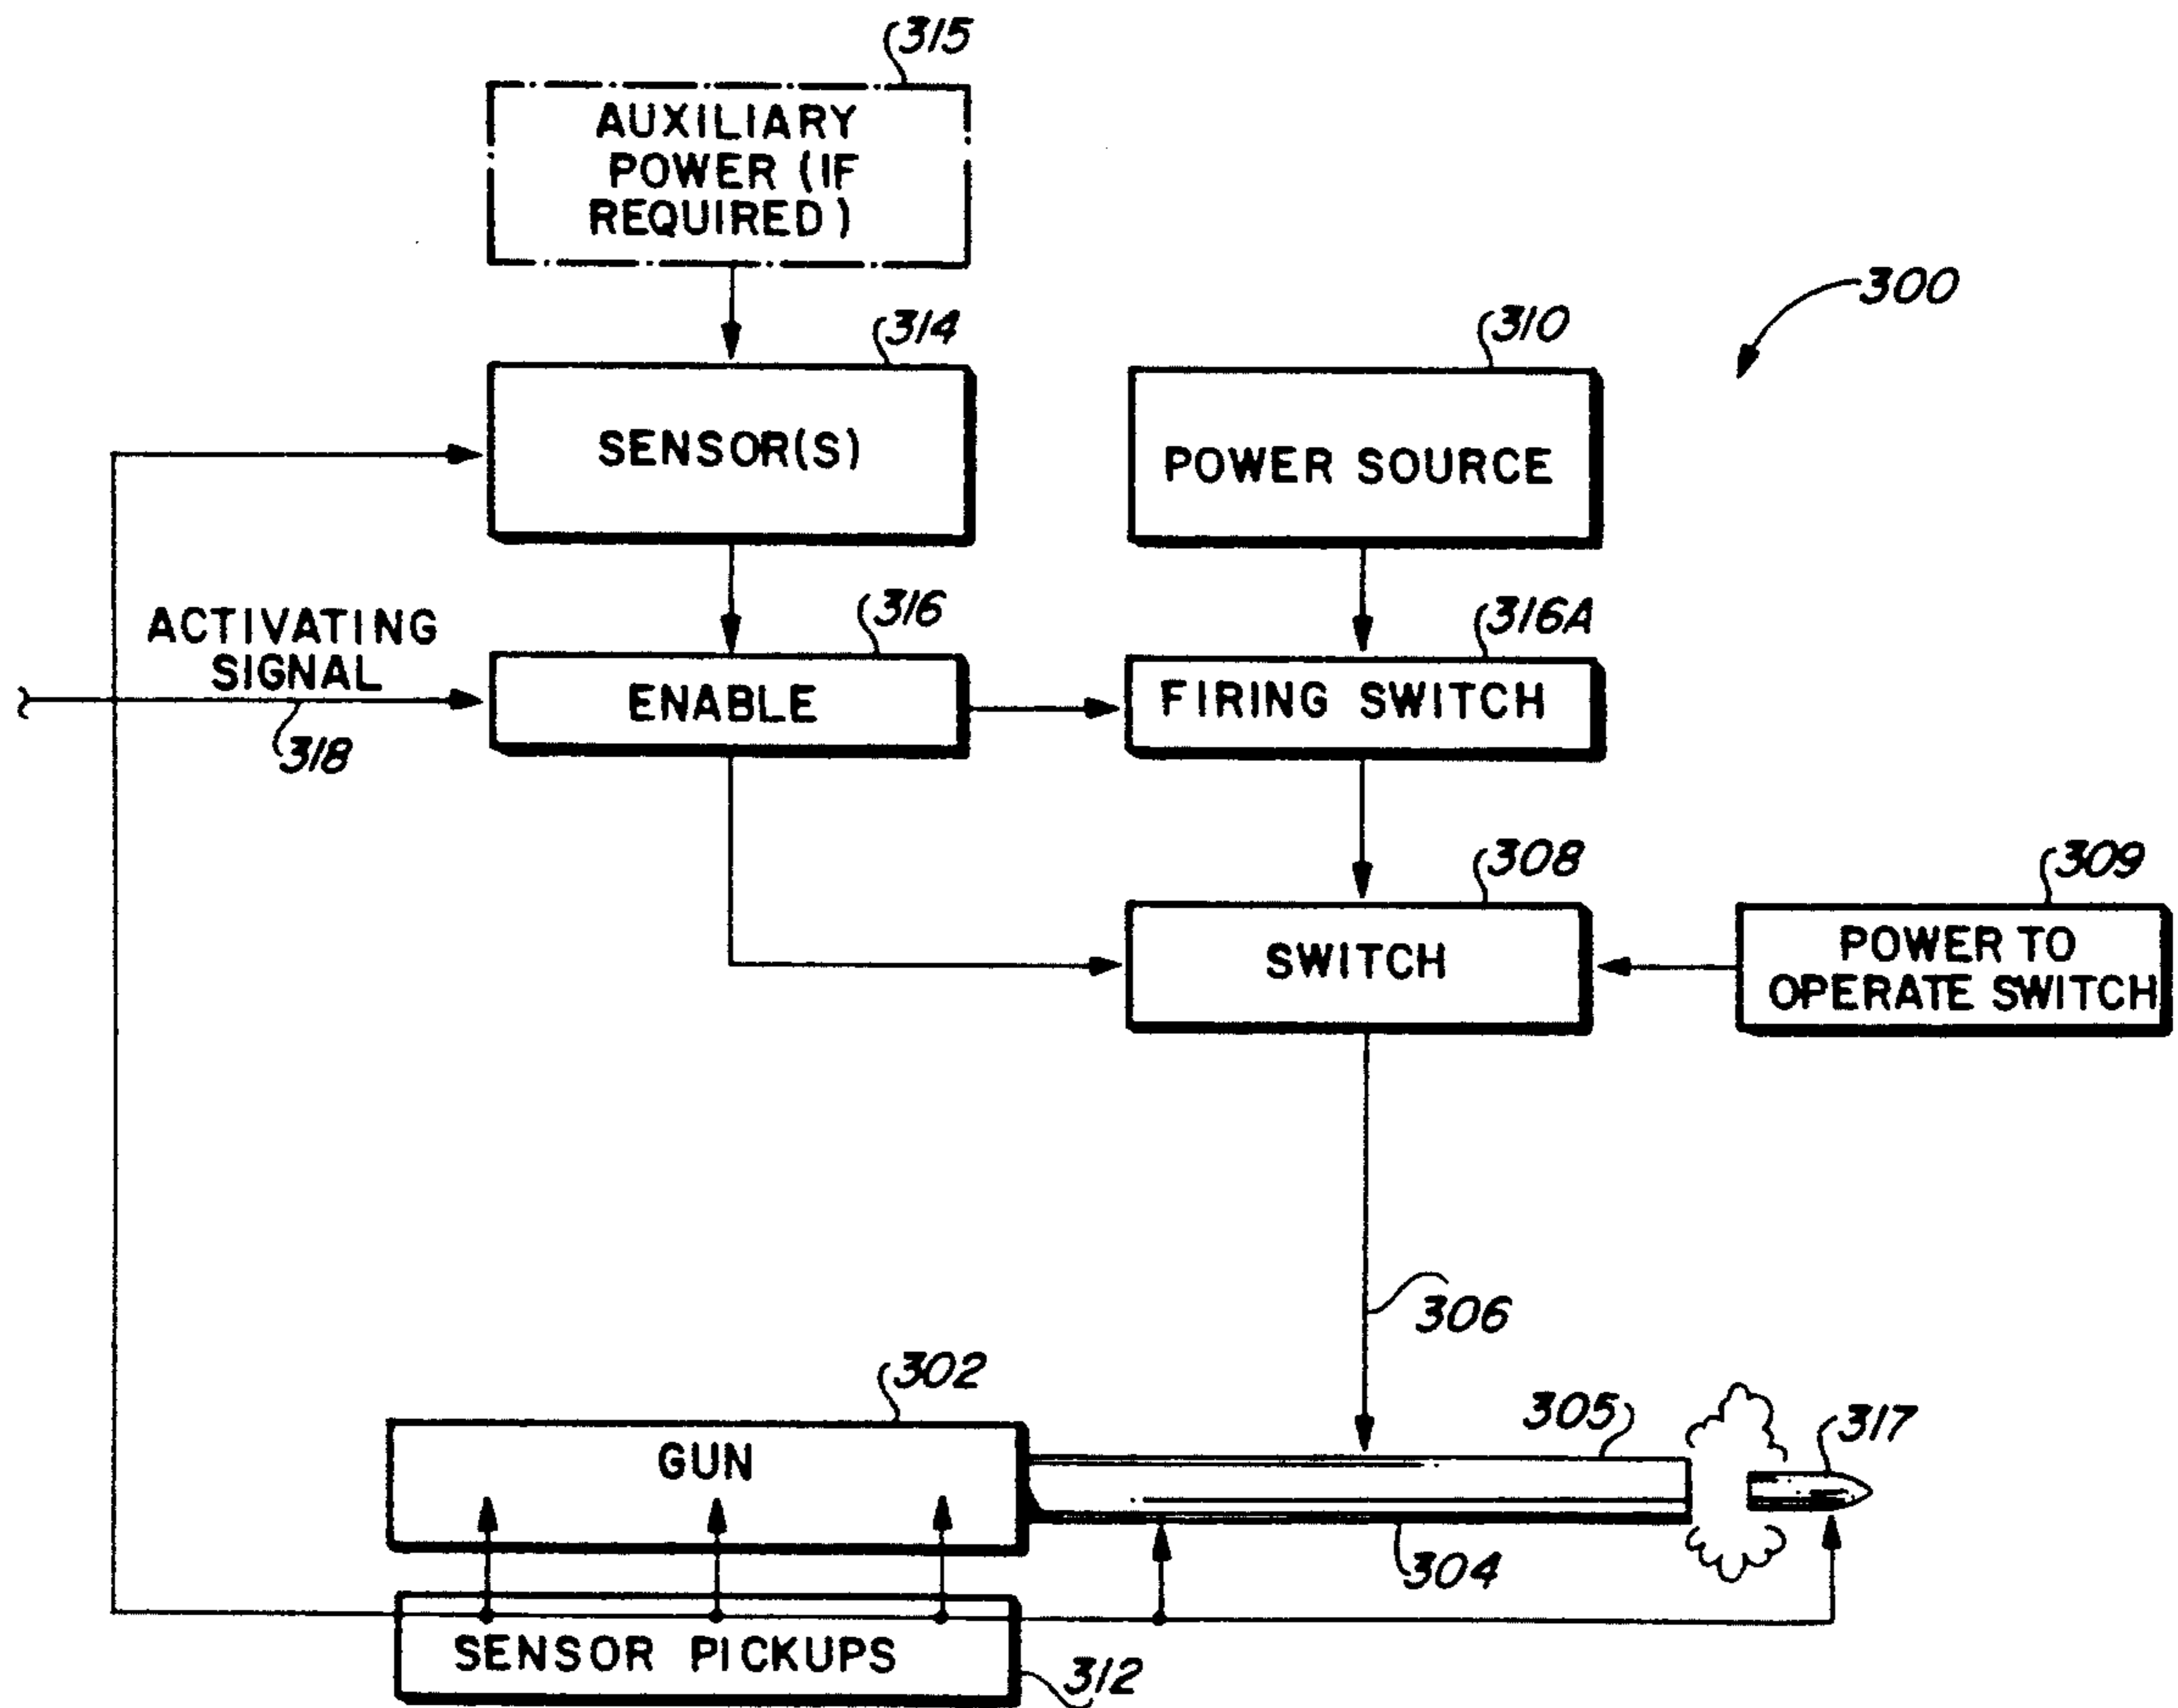 315
AUXILIARY
POWER (IF
REQUIRED)
300
314
310
SENSOR(S)
POWER SOURCE
ACTIVATING
SIGNAL
318
316
316A
ENABLE
FIRING SWITCH
308
309
SWITCH
POWER TO
OPERATE SWITCH
306
302
305
317
GUN
304
SENSOR PICKUPS
312